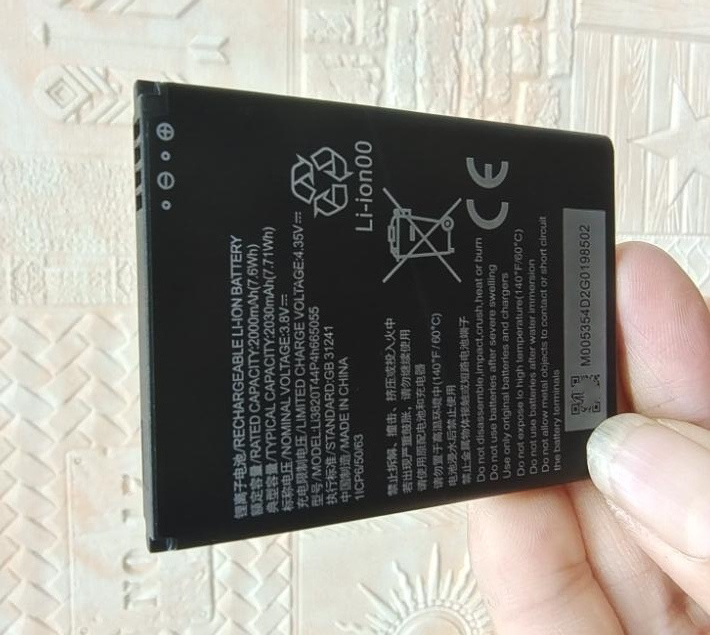 锂离子电池/RECHARGEABLE LI-ION BATTERY
额定容量/RATED CAPACITY:2000mAh(7.6Wh)
典型容量/TYPICAL CAPACITY:2030mAh(7.71Wh)
标称电压/NOMINAL VOLTAGE:3.8V
充电限制电压/LIMITED CHARGE VOLTAGE:4.35V
型号/MODEL:Li3820T44P4h665055
执行标准/STANDARD:GB 31241
中国制造/MADE IN CHINA
1ICP6/50/63
Li-ion00
禁止拆解、撞击、挤压或投入火中
若出现严重膨胀，请勿继续使用
请使用原配电池和充电器
请勿置于高温环境中(140°F/60°C)
电池浸水后禁止使用
禁止金属物体接触或短路电池端子
Do not disassemble,impact,crush,heat or burn
Do not use batteries after severe swelling
Use only original batteries and chargers
Do not expose to high temperature(140°F/60°C)
Do not use batteries after water immersion
Do not allow metal objects to contact or short circuit
the battery terminals
CE
M005354D2G0198502